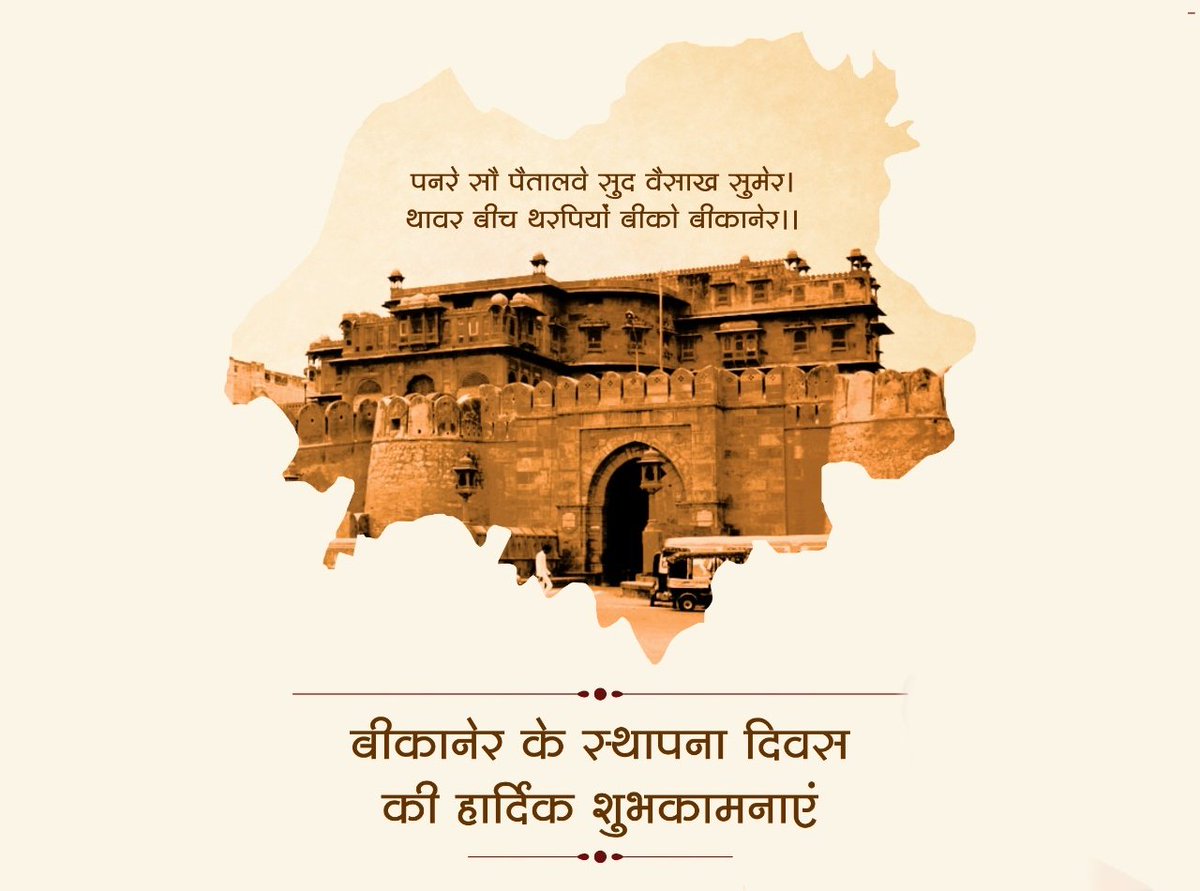 पनरे सौ पैतालवे सुद वैसाख सुमेर।
थावर बीच थरपियों बीको बीकानेर।।
बीकानेर के स्थापना दिवस
की हार्दिक शुभकामनाएं